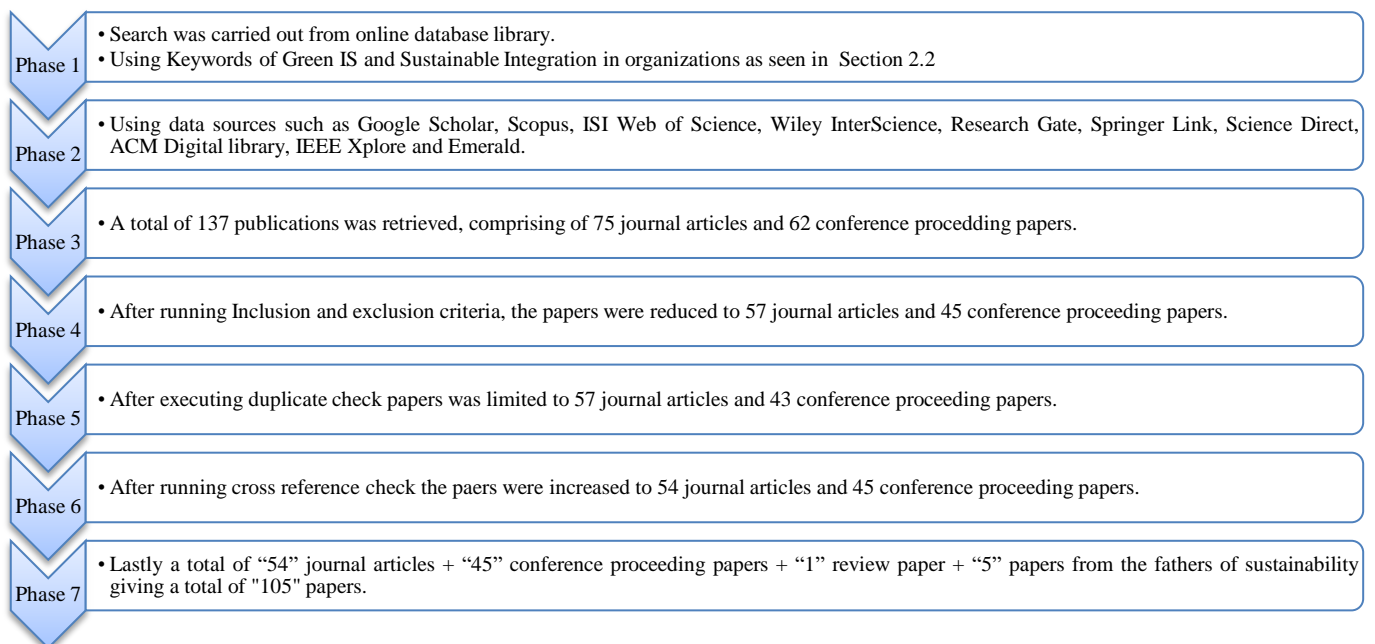 Phase 1
• Search was carried out from online database library.
• Using Keywords of Green IS and Sustainable Integration in organizations as seen in Section 2.2
Phase 2
• Using data sources such as Google Scholar, Scopus, ISI Web of Science, Wiley InterScience, Research Gate, Springer Link, Science Direct,
ACM Digital library, IEEE Xplore and Emerald.
Phase 3
• A total of 137 publications was retrieved, comprising of 75 journal articles and 62 conference procedding papers.
Phase 4
• After running Inclusion and exclusion criteria, the papers were reduced to 57 journal articles and 45 conference proceeding papers.
Phase 5
• After executing duplicate check papers was limited to 57 journal articles and 43 conference proceeding papers.
Phase 6
• After running cross reference check the paers were increased to 54 journal articles and 45 conference proceeding papers.
Phase 7
• Lastly a total of “54” journal articles + “45” conference proceeding papers + “1” review paper + “5” papers from the fathers of sustainability
giving a total of "105" papers.